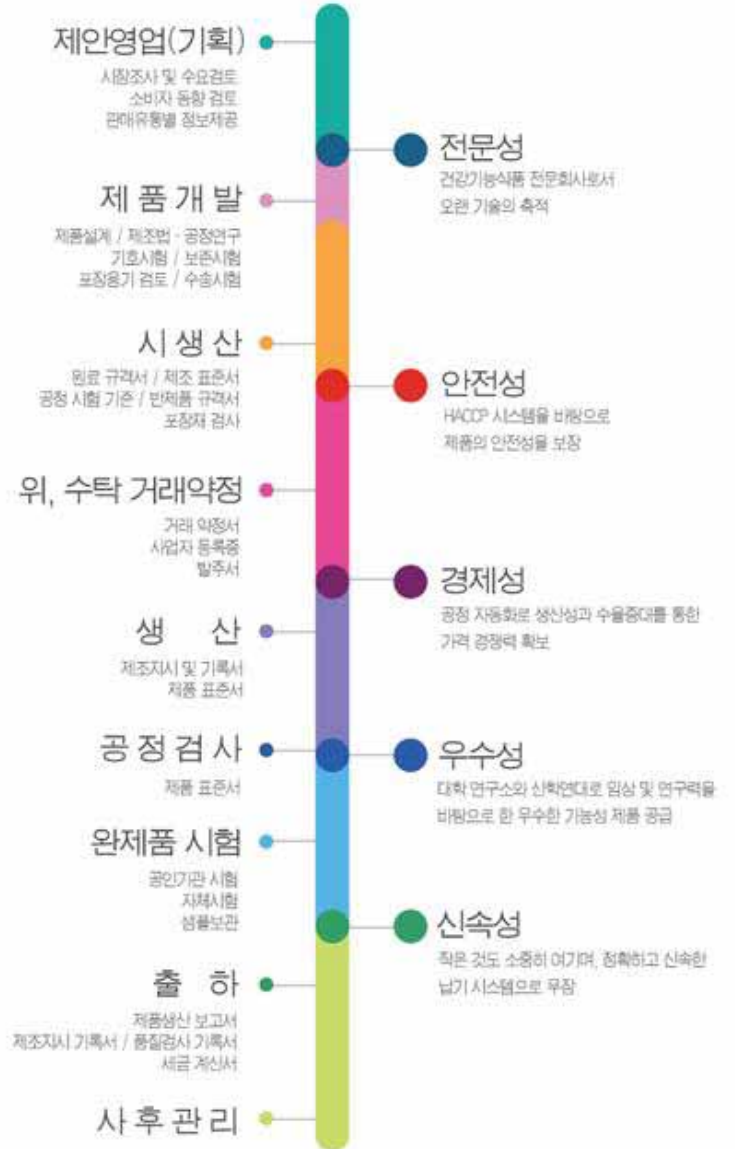 제안영업(기획)
시장조사 및 수요검토
소비자 동향 검토
판매유통별 정보제공
전문성
건강기능식품 전문회사로서
오랜 기술의 축적
제품개발
제품설계 / 제조법 · 공정연구
기호시험 / 보존시험
포장용기 검토 / 수송시험
시생산
원료 규격서 / 제조 표준서
공정 시험 기준 / 반제품 규격서
포장재 검사
안전성
HACCP 시스템을 바탕으로
제품의 안전성을 보장
위, 수탁 거래약정
거래 약정서
사업자 등록증
발주서
경제성
공정 자동화로 생산성과 수율증대를 통한
가격 경쟁력 확보
생 산
제조지시 및 기록서
제품 표준서
공정검사
제품 표준서
우수성
대학 연구소와 산학연대로 임상 및 연구력을
바탕으로 한 우수한 기능성 제품 공급
완제품 시험
공인기관 시험
자체시험
샘플보관
신속성
작은 것도 소중히 여기며, 정확하고 신속한
납기 시스템으로 무장
출 하
제품생산 보고서
제조지시 기록서 / 품질검사 기록서
세금 계산서
사후관리